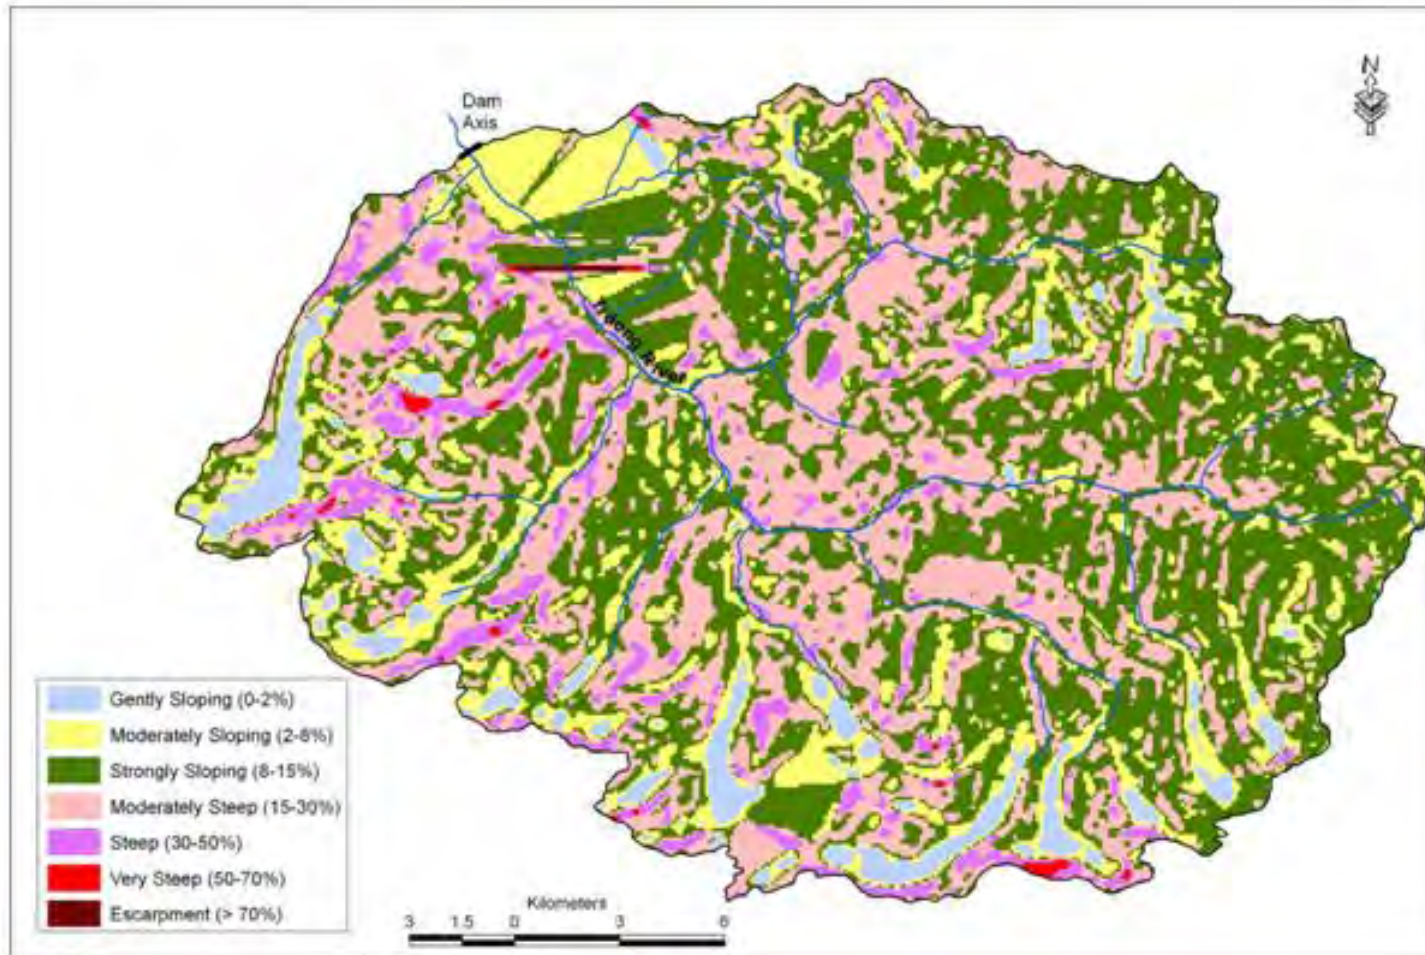 N
Dam
Axis
River
Gently Sloping (0-2%)
Moderately Sloping (2-8%)
Strongly Sloping (8-15%)
Moderately Steep (15-30%)
Steep (30-50%)
Very Steep (50-70%)
Escarpment (> 70%)
Kilometers
3 1.5 0 3 6